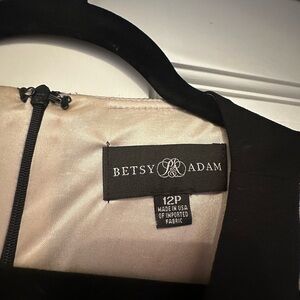 BETSY & ADAM
12P
MADE IN USA
OF IMPORTED
FABRIC